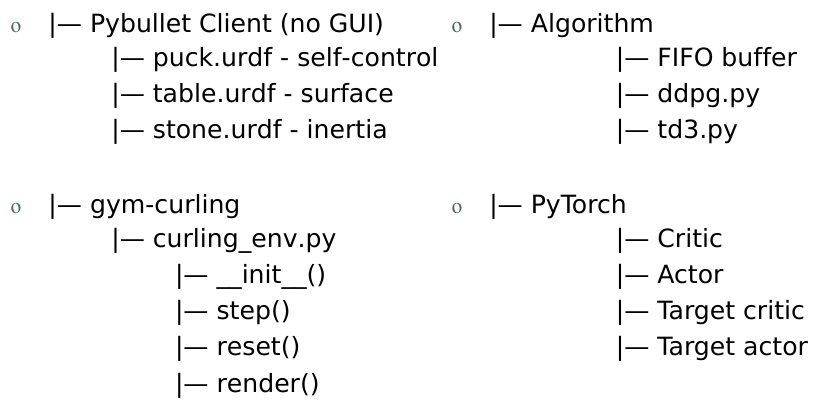 o |— Pybullet Client (no GUI)
|— puck.urdf - self-control
|— table.urdf - surface
|— stone.urdf - inertia
o |— gym-curling
|— curling_env.py
|— __init__()
|— step()
|— reset()
|— render()
o |— Algorithm
|— FIFO buffer
|— ddpg.py
|— td3.py
o |— PyTorch
|— Critic
|— Actor
|— Target critic
|— Target actor